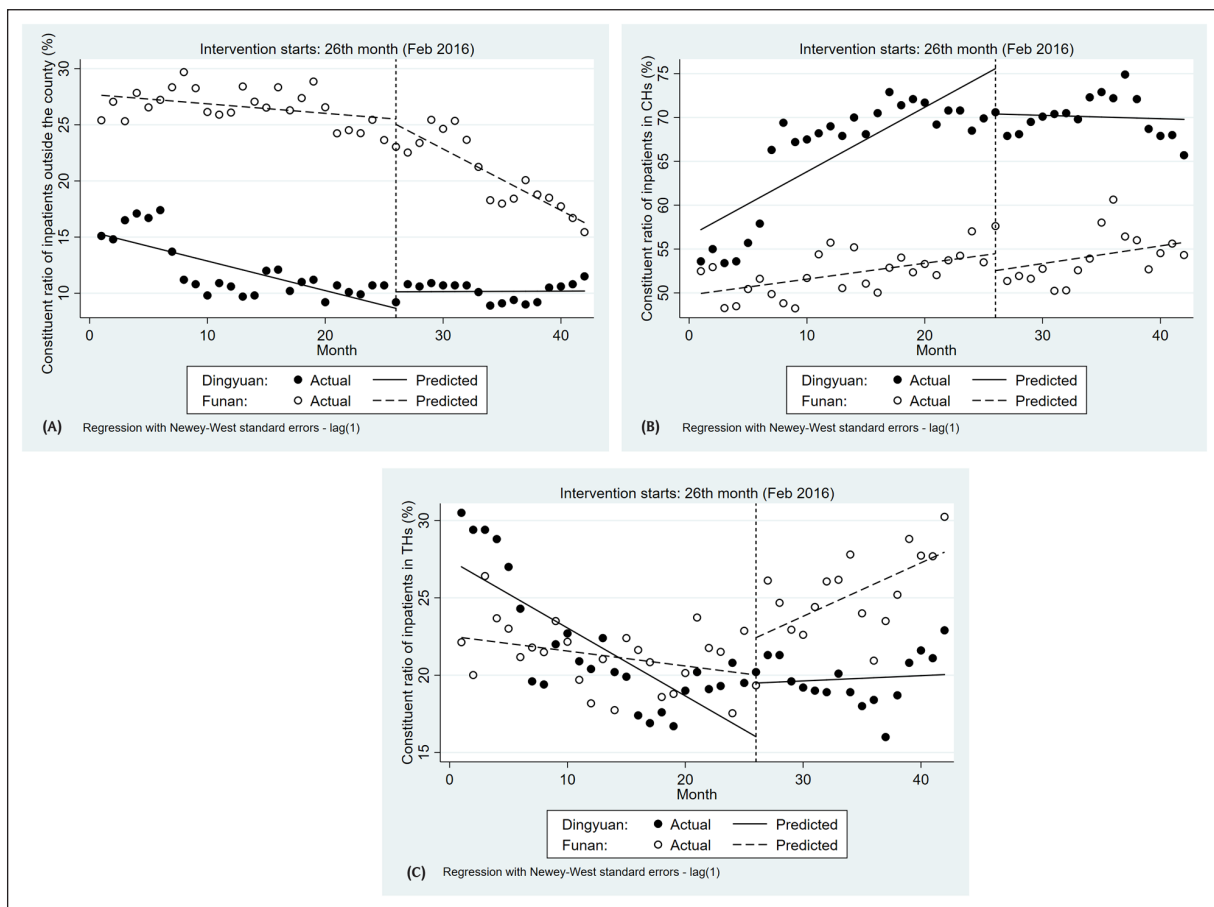 Intervention starts: 26th month (Feb 2016)
Constituent ratio of inpatients outside the county (%)
30
25
20
15
10
0
10
20
30
40
Month
Dingyuan: Actual Predicted
Funan: Actual Predicted
(A) Regression with Newey-West standard errors - lag(1)
Intervention starts: 26th month (Feb 2016)
Constituent ratio of inpatients in CHs (%)
75
70
65
60
55
50
0
10
20
30
40
Month
Dingyuan: Actual Predicted
Funan: Actual Predicted
(B) Regression with Newey-West standard errors - lag(1)
Intervention starts: 26th month (Feb 2016)
Constituent ratio of inpatients in THs (%)
30
25
20
15
0
10
20
30
40
Month
Dingyuan: Actual Predicted
Funan: Actual Predicted
(C) Regression with Newey-West standard errors - lag(1)